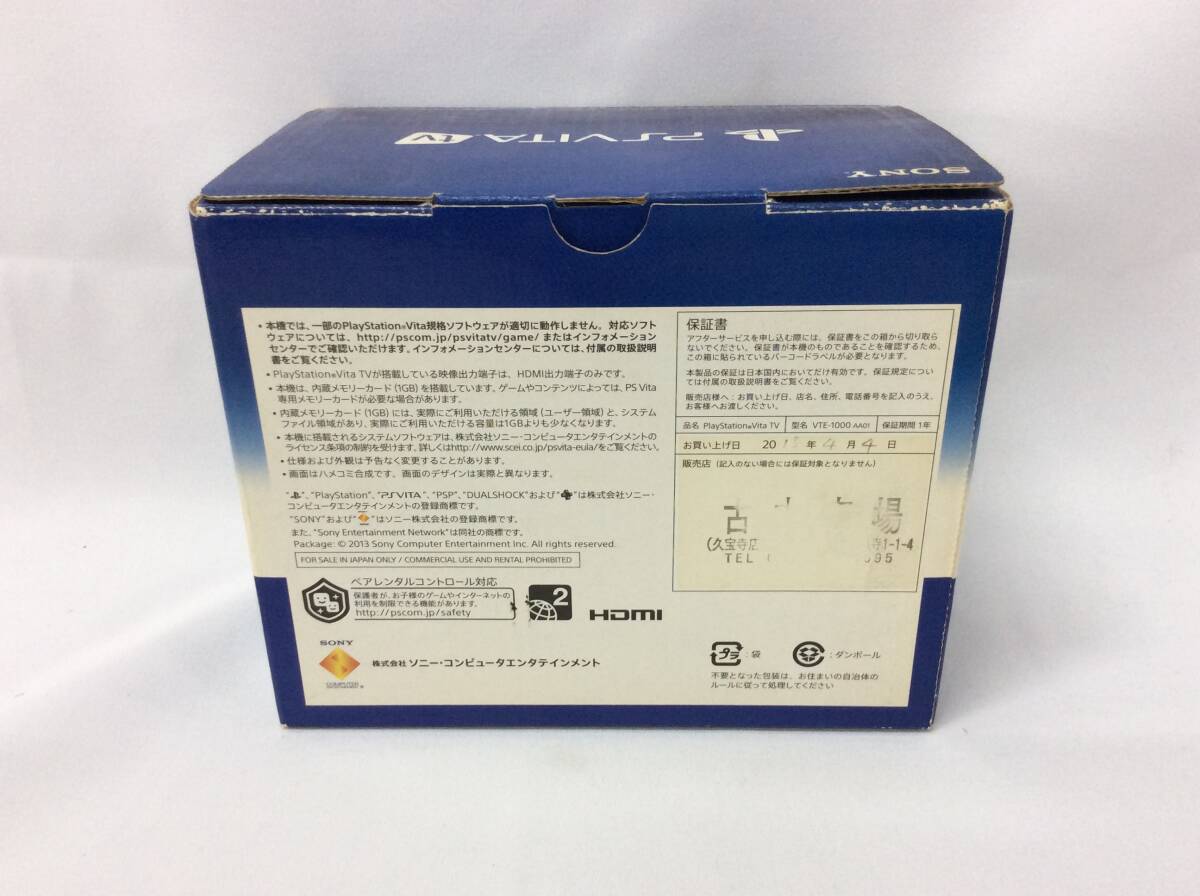 PSVITA tv
SONY
・本機では、一部のPlayStation®Vita規格ソフトウェアが適切に動作しません。対応ソフト
ウェアについては、http://pscom.jp/psvitatv/game/ またはインフォメーション
センターでご確認いただけます。インフォメーションセンターについては、付属の取扱説明
書をご覧ください。
・PlayStation®Vita TVが搭載している映像出力端子は、HDMI出力端子のみです。
・本機は、内蔵メモリーカード(1GB)を搭載しています。ゲームやコンテンツによっては、PS Vita
専用メモリーカードが必要な場合があります。
・内蔵メモリーカード(1GB)には、実際にご利用いただける領域(ユーザー領域)と、システム
ファイル領域があり、実際にご利用いただける容量は1GBよりも少なくなります。
・本機に搭載されるシステムソフトウェアは、株式会社ソニー・コンピュータエンタテインメントの
ライセンス条項の制約を受けます。詳しくはhttp://www.scei.co.jp/psvita-eula/をご覧ください。
・仕様および外観は予告なく変更することがあります。
・画面はハメコミ合成です。画面のデザインは実際と異なります。
" ", "PlayStation", "PSVITA", "PSP", "DUALSHOCK"および" "は株式会社ソニー・
コンピュータエンタテインメントの登録商標です。
"SONY"および" "はソニー株式会社の登録商標です。
また、"Sony Entertainment Network"は同社の商標です。
Package: © 2013 Sony Computer Entertainment Inc. All rights reserved.
FOR SALE IN JAPAN ONLY / COMMERCIAL USE AND RENTAL PROHIBITED
ペアレンタルコントロール対応
保護者が、お子様のゲームやインターネットの
利用を制限できる機能があります。
http://pscom.jp/safety
2
HDMI
SONY
COMPUTER
ENTERTAINMENT
株式会社 ソニー・コンピュータエンタテインメント
保証書
アフターサービスを申し込む際には、保証書をこの箱から切り取ら
ないでください。保証書が本機のものであることを確認するため、
この箱に貼られているバーコードラベルが必要となります。
本製品の保証は日本国内においてだけ有効です。保証規定につい
ては付属の取扱説明書をご覧ください。
販売店様へ:お買い上げ日、店名、住所、電話番号を記入のうえ、
お客様へお渡しください。
品名 PlayStation®Vita TV 型名 VTE-1000 AA01 保証期間 1年
お買い上げ日 20 年 4 月 4 日
販売店(記入のない場合には保証対象となりません)
古 場
(久宝寺店 寺1-1-4
TEL ( 095
プラ :袋
:ダンボール
不要となった包装は、お住まいの自治体の
ルールに従って処理してください